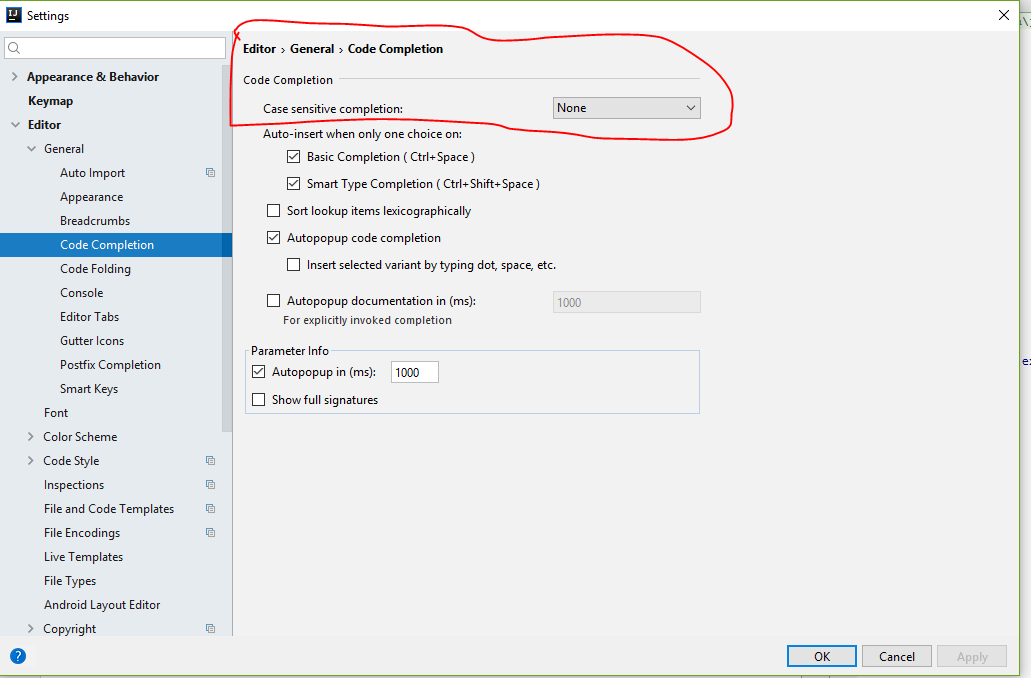 Settings
Appearance & Behavior
Keymap
Editor
General
Auto Import
Appearance
Breadcrumbs
Code Completion
Code Folding
Console
Editor Tabs
Gutter Icons
Postfix Completion
Smart Keys
Font
Color Scheme
Code Style
Inspections
File and Code Templates
File Encodings
Live Templates
File Types
Android Layout Editor
Copyright
Editor › General › Code Completion
Code Completion
Case sensitive completion: None
Auto-insert when only one choice on:
Basic Completion ( Ctrl+Space )
Smart Type Completion ( Ctrl+Shift+Space )
Sort lookup items lexicographically
Autopopup code completion
Insert selected variant by typing dot, space, etc.
Autopopup documentation in (ms): 1000
For explicitly invoked completion
Parameter Info
Autopopup in (ms): 1000
Show full signatures
?
OK Cancel Apply